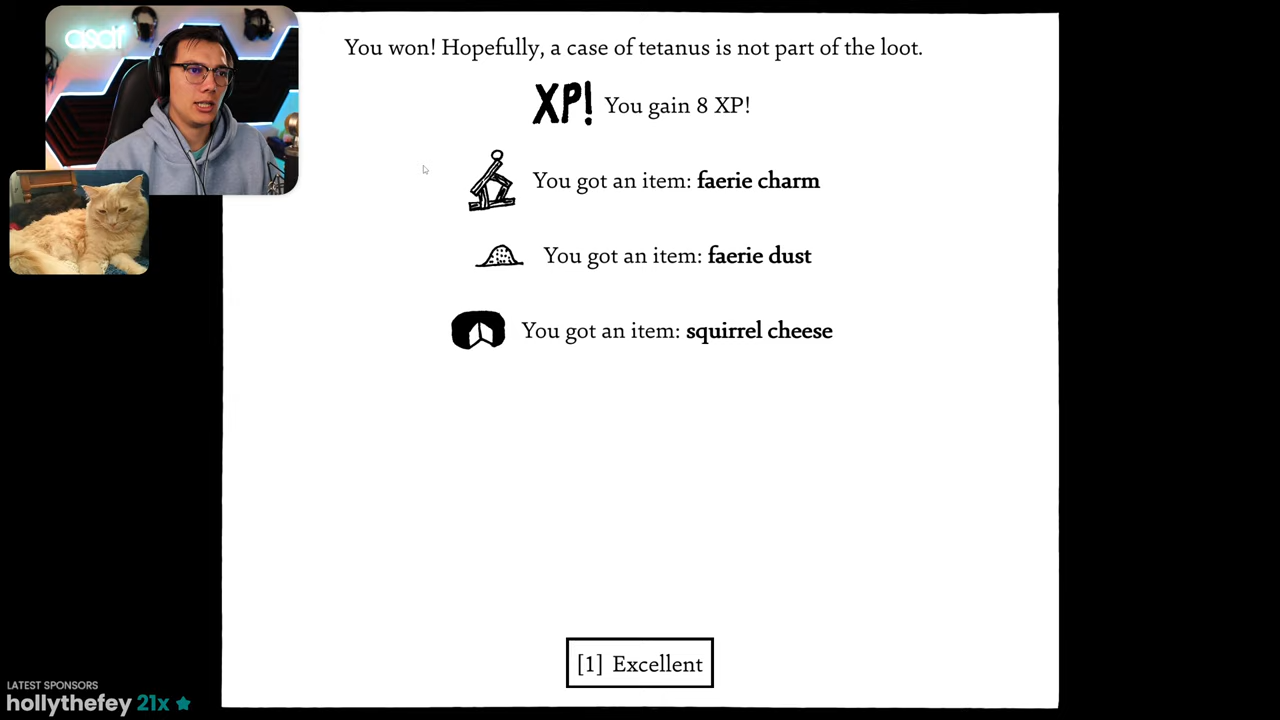 You won! Hopefully, a case of tetanus is not part of the loot.
XP! You gain 8 XP!
You got an item: faerie charm
You got an item: faerie dust
You got an item: squirrel cheese
[1] Excellent
LATEST SPONSORS
hollythefey 21x